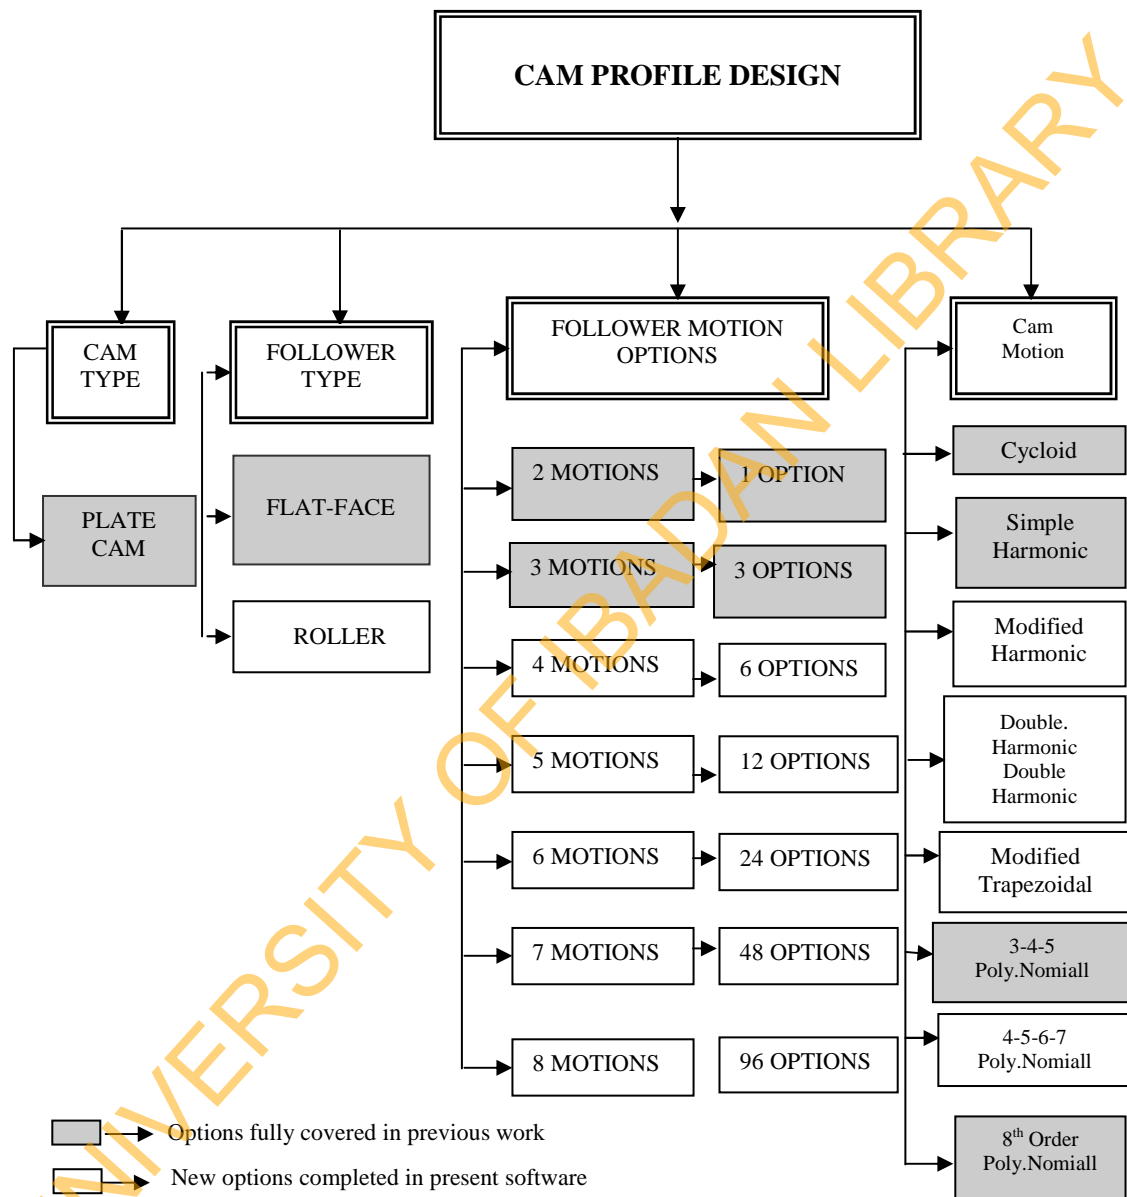 CAM PROFILE DESIGN
CAM
TYPE
FOLLOWER
TYPE
FOLLOWER MOTION
OPTIONS
Cam
Motion
PLATE
CAM
FLAT-FACE
ROLLER
2 MOTIONS
1 OPTION
3 MOTIONS
3 OPTIONS
4 MOTIONS
6 OPTIONS
5 MOTIONS
12 OPTIONS
6 MOTIONS
24 OPTIONS
7 MOTIONS
48 OPTIONS
8 MOTIONS
96 OPTIONS
Cycloid
Simple
Harmonic
Modified
Harmonic
Double.
Harmonic
Double
Harmonic
Modified
Trapezoidal
3-4-5
Poly.Nomiall
4-5-6-7
Poly.Nomiall
8th Order
Poly.Nomiall
Options fully covered in previous work
New options completed in present software
UNIVERSITY OF IBADAN LIBRARY